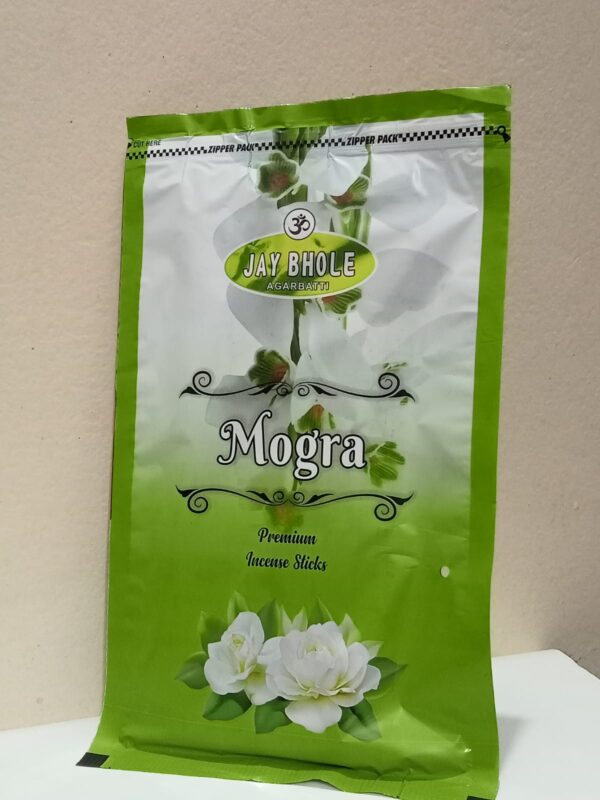 CUT HERE
ZIPPER PACK ZIPPER PACK
ॐ
JAY BHOLE
AGARBATTI
Mogra
Premium
Incense Sticks